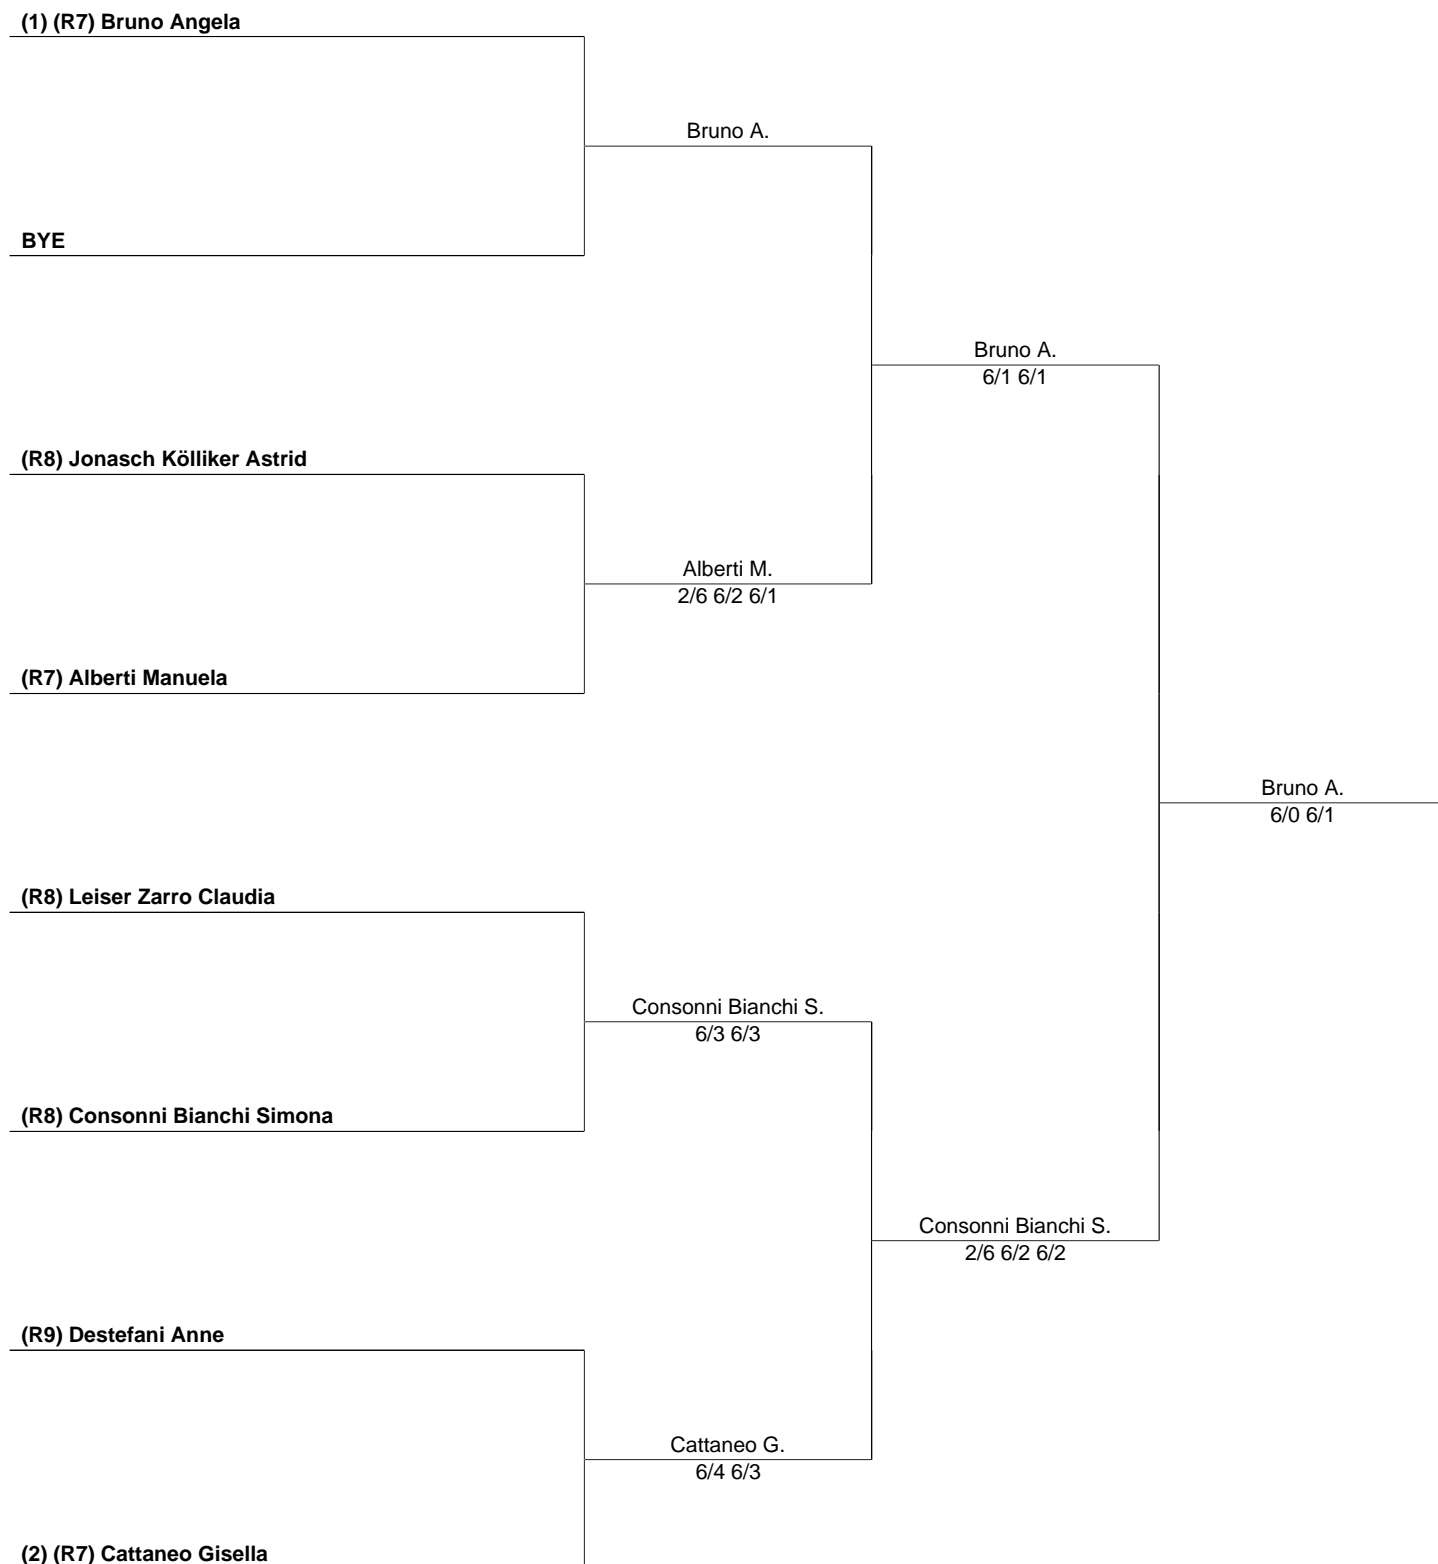 (1) (R7) Bruno Angela
Bruno A.
BYE
Bruno A.
6/1 6/1
(R8) Jonasch Kölliker Astrid
Alberti M.
2/6 6/2 6/1
(R7) Alberti Manuela
Bruno A.
6/0 6/1
(R8) Leiser Zarro Claudia
Consonni Bianchi S.
6/3 6/3
(R8) Consonni Bianchi Simona
Consonni Bianchi S.
2/6 6/2 6/2
(R9) Destefani Anne
Cattaneo G.
6/4 6/3
(2) (R7) Cattaneo Gisella